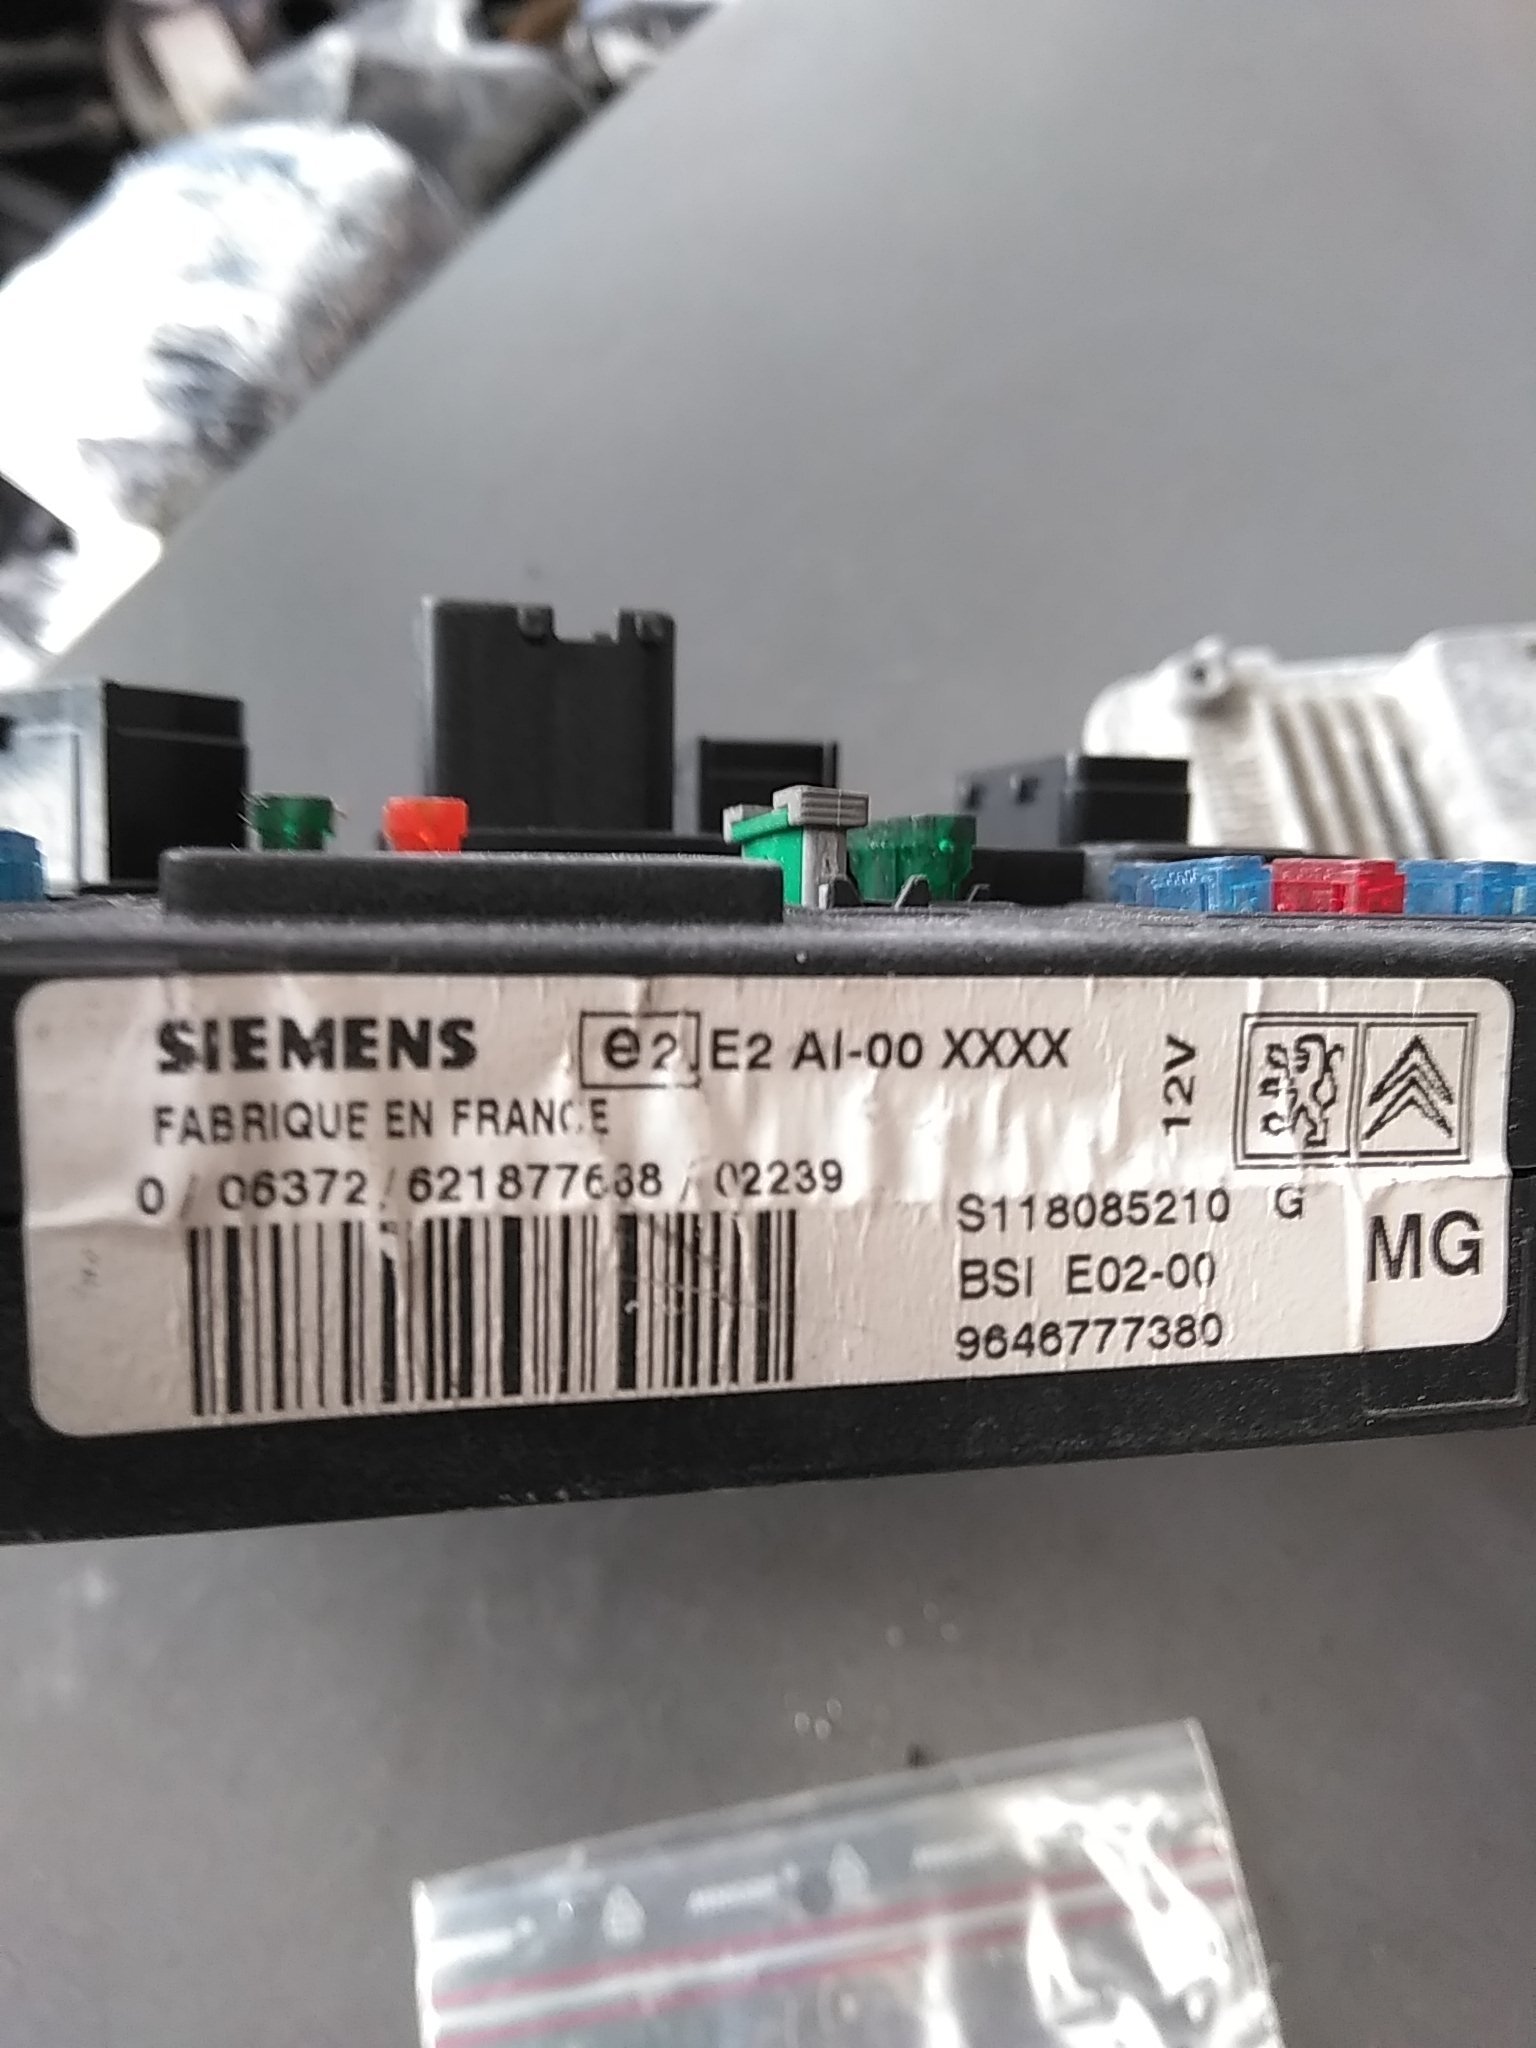 SIEMENS
e2 E2 AI-00 XXXX
12V
FABRIQUE EN FRANCE
0 / 06372 / 621877638 / 02239
S118085210 G
MG
BSI E02-00
9646777380